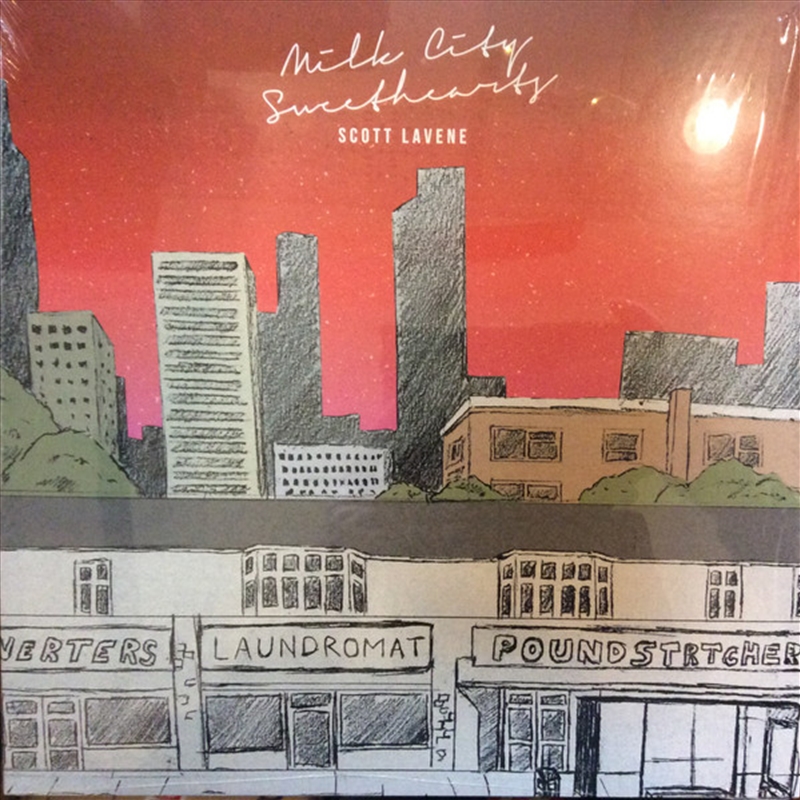 Milk City
Sweethearts
SCOTT LAVENE
VERTERS
LAUNDROMAT
POUNDSTRTCHER